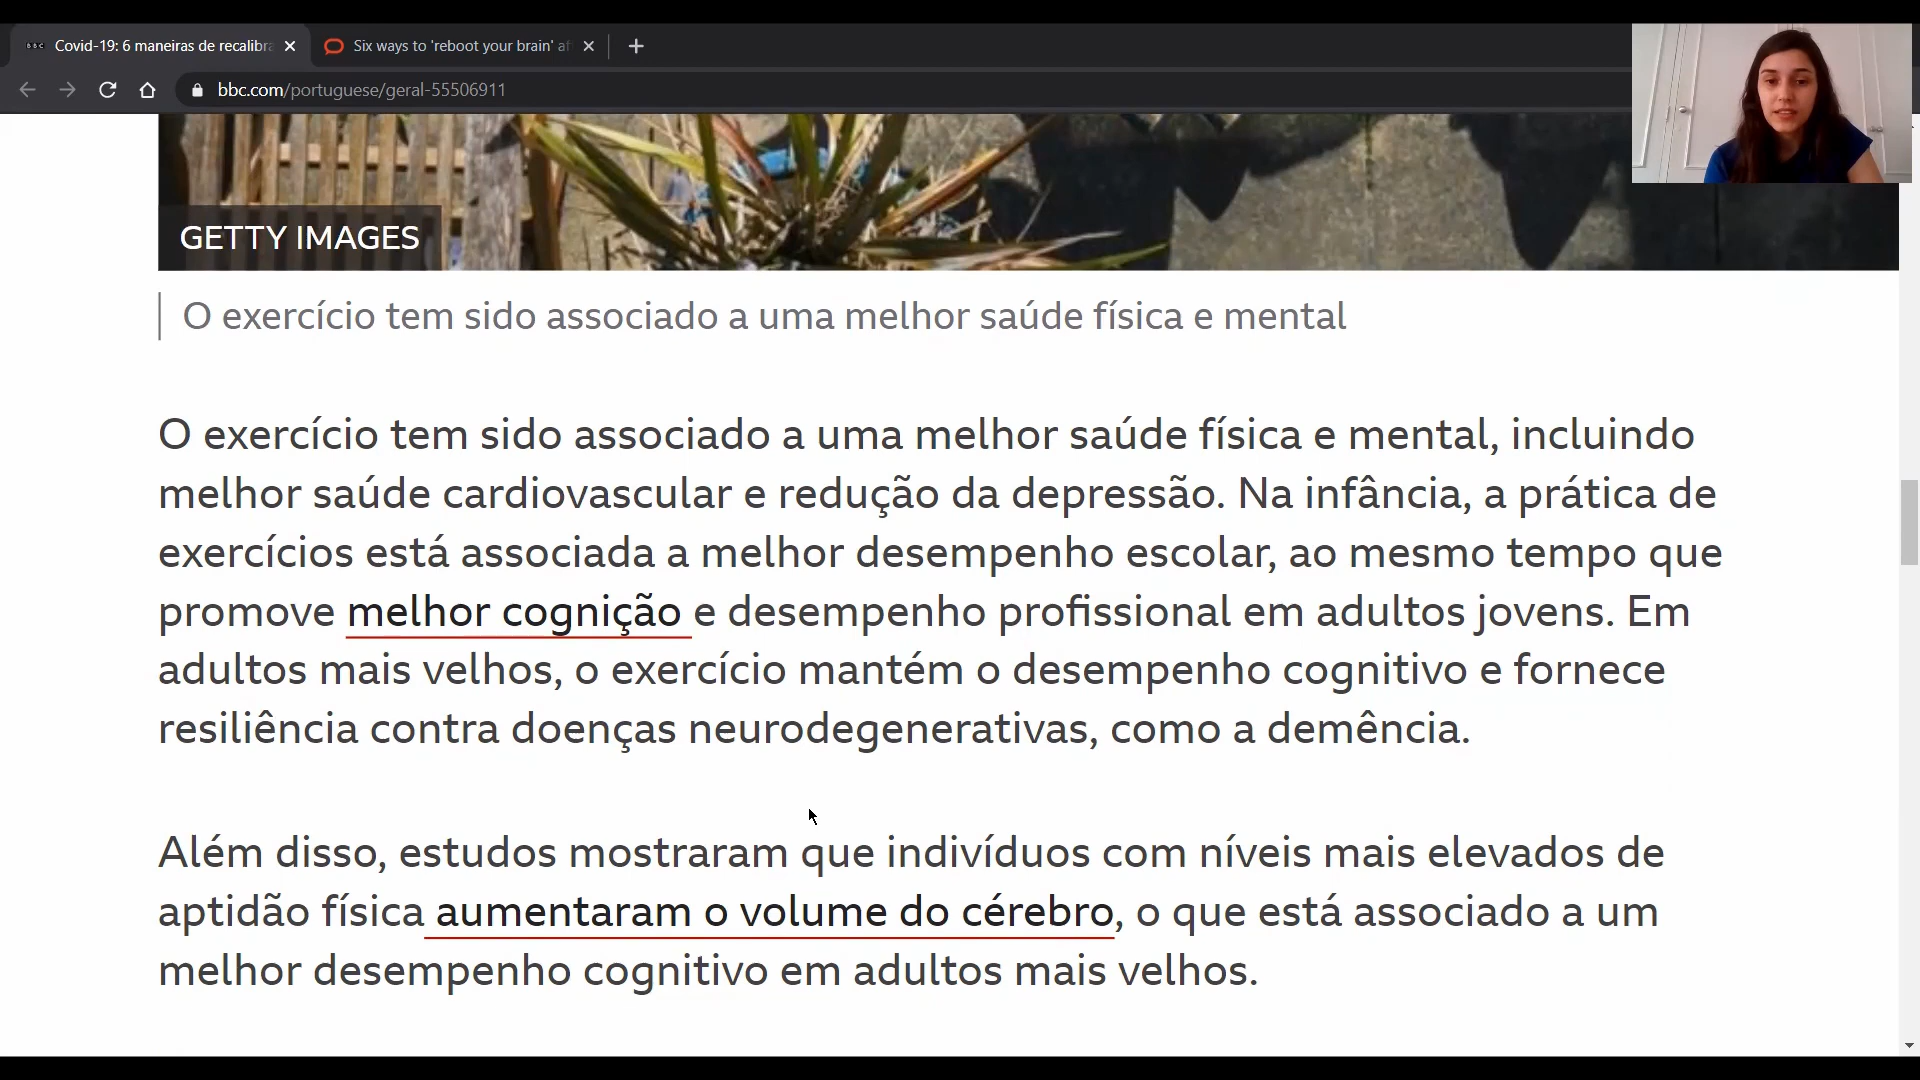 BBC Covid-19: 6 maneiras de recalibra
Six ways to 'reboot your brain' af
bbc.com/portuguese/geral-55506911
GETTY IMAGES
O exercício tem sido associado a uma melhor saúde física e mental
O exercício tem sido associado a uma melhor saúde física e mental, incluindo
melhor saúde cardiovascular e redução da depressão. Na infância, a prática de
exercícios está associada a melhor desempenho escolar, ao mesmo tempo que
promove melhor cognição e desempenho profissional em adultos jovens. Em
adultos mais velhos, o exercício mantém o desempenho cognitivo e fornece
resiliência contra doenças neurodegenerativas, como a demência.
Além disso, estudos mostraram que indivíduos com níveis mais elevados de
aptidão física aumentaram o volume do cérebro, o que está associado a um
melhor desempenho cognitivo em adultos mais velhos.